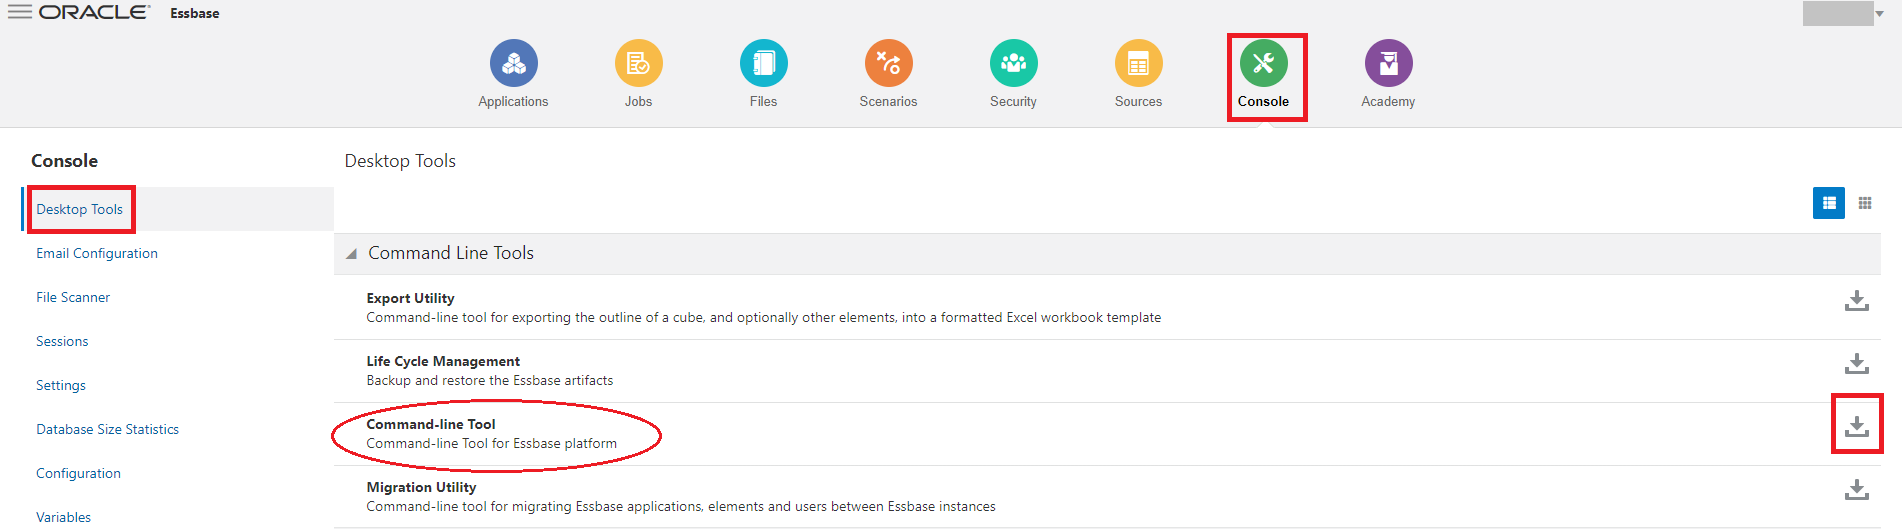 ORACLE Essbase
Applications Jobs Files Scenarios Security Sources Console Academy
Console
Desktop Tools
Email Configuration
File Scanner
Sessions
Settings
Database Size Statistics
Configuration
Variables
Desktop Tools
Command Line Tools
Export Utility
Command-line tool for exporting the outline of a cube, and optionally other elements, into a formatted Excel workbook template
Life Cycle Management
Backup and restore the Essbase artifacts
Command-line Tool
Command-line Tool for Essbase platform
Migration Utility
Command-line tool for migrating Essbase applications, elements and users between Essbase instances